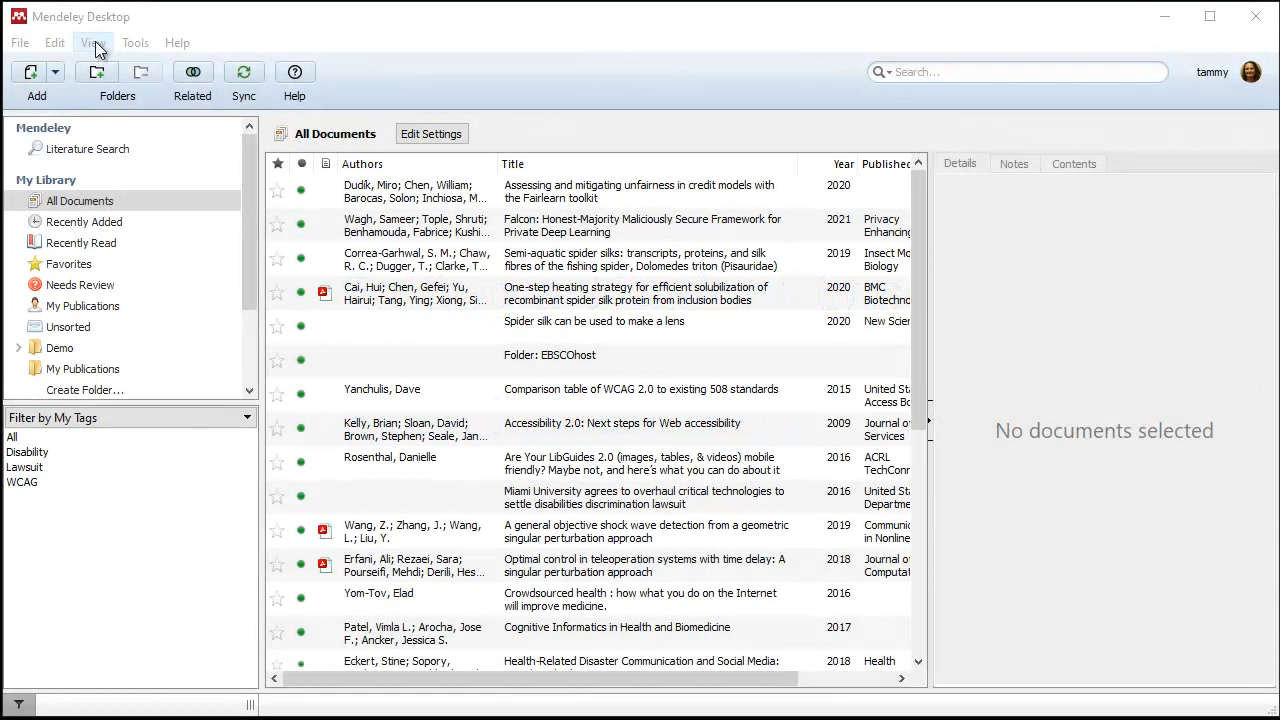 Mendeley Desktop
File Edit View Tools Help
Search... tammy
Add Folders Related Sync Help
Mendeley
Literature Search
My Library
All Documents
Recently Added
Recently Read
Favorites
Needs Review
My Publications
Unsorted
Demo
My Publications
Create Folder...
Filter by My Tags
All
Disability
Lawsuit
WCAG
All Documents Edit Settings
Authors Title Year Published
Dudík, Miro; Chen, William; Assessing and mitigating unfairness in credit models with 2020
Barocas, Solon; Inchiosa, M... the Fairlearn toolkit
Wagh, Sameer; Tople, Shruti; Falcon: Honest-Majority Maliciously Secure Framework for 2021 Privacy
Benhamouda, Fabrice; Kushi... Private Deep Learning Enhancing
Correa-Garhwal, S. M.; Chaw, Semi-aquatic spider silks: transcripts, proteins, and silk 2019 Insect Mo
R. C.; Dugger, T.; Clarke, T... fibres of the fishing spider, Dolomedes triton (Pisauridae) Biology
Cai, Hui; Chen, Gefei; Yu, One-step heating strategy for efficient solubilization of 2020 BMC
Hairui; Tang, Ying; Xiong, Si... recombinant spider silk protein from inclusion bodies Biotechno
Spider silk can be used to make a lens 2020 New Scien
Folder: EBSCOhost
Yanchulis, Dave Comparison table of WCAG 2.0 to existing 508 standards 2015 United Sta
Access Bo
Kelly, Brian; Sloan, David; Accessibility 2.0: Next steps for Web accessibility 2009 Journal of
Brown, Stephen; Seale, Jan... Services
Rosenthal, Danielle Are Your LibGuides 2.0 (images, tables, & videos) mobile 2016 ACRL
friendly? Maybe not, and here's what you can do about it TechConn
Miami University agrees to overhaul critical technologies to 2016 United Sta
settle disabilities discrimination lawsuit Departme
Wang, Z.; Zhang, J.; Wang, A general objective shock wave detection from a geometric 2019 Communic
L.; Liu, Y. singular perturbation approach in Nonline
Erfani, Ali; Rezaei, Sara; Optimal control in teleoperation systems with time delay: A 2018 Journal of
Pourseifi, Mehdi; Derili, Hes... singular perturbation approach Computat
Yom-Tov, Elad Crowdsourced health : how what you do on the Internet 2016
will improve medicine.
Patel, Vimla L.; Arocha, Jose Cognitive Informatics in Health and Biomedicine 2017
F.; Ancker, Jessica S.
Eckert, Stine; Sopory, Health-Related Disaster Communication and Social Media: 2018 Health
Details Notes Contents
No documents selected